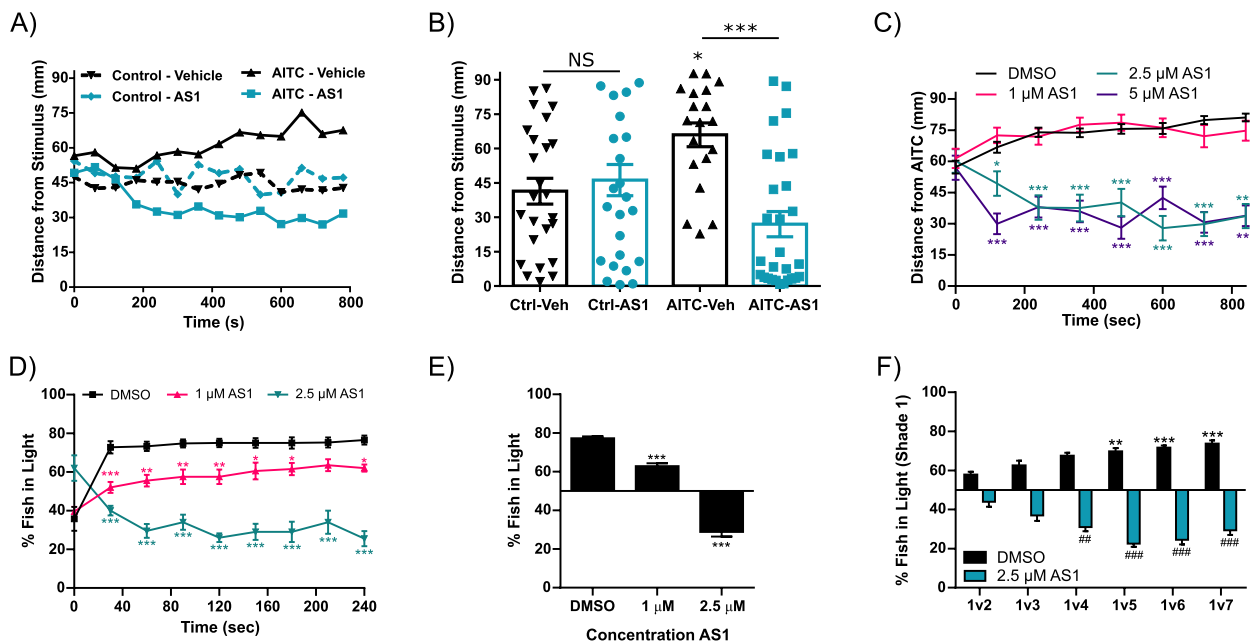 A)
Distance from Stimulus (mm)
90
75
60
45
30
15
0
Control - Vehicle
Control - AS1
AITC - Vehicle
AITC - AS1
0 200 400 600 800
Time (s)
B)
Distance from Stimulus (mm)
90
75
60
45
30
15
0
NS
*
***
Ctrl-Veh Ctrl-AS1 AITC-Veh AITC-AS1
C)
Distance from AITC (mm)
90
75
60
45
30
15
0
DMSO
1 µM AS1
2.5 µM AS1
5 µM AS1
* *** *** *** *** ***
*** *** *** *** *** **
0 200 400 600 800
Time (sec)
D)
% Fish in Light
100
80
60
40
20
0
DMSO 1 µM AS1 2.5 µM AS1
*** ** ** ** * * *
*** *** *** *** *** *** *** ***
0 40 80 120 160 200 240
Time (sec)
E)
% Fish in Light
100
80
60
40
20
0
***
***
DMSO 1 µM 2.5 µM
Concentration AS1
F)
% Fish in Light (Shade 1)
100
80
60
40
20
0
** *** ***
## ### ### ###
DMSO
2.5 µM AS1
1v2 1v3 1v4 1v5 1v6 1v7